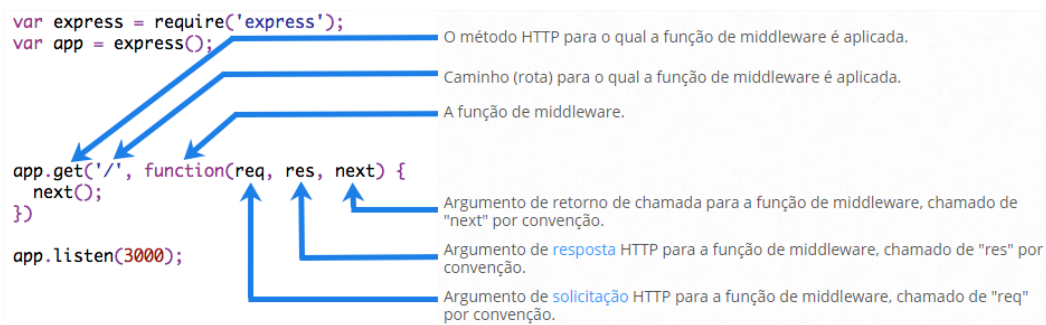 var express = require('express');
var app = express();
O método HTTP para o qual a função de middleware é aplicada.
Caminho (rota) para o qual a função de middleware é aplicada.
A função de middleware.
app.get('/', function(req, res, next) {
next();
})
app.listen(3000);
Argumento de retorno de chamada para a função de middleware, chamado de
"next" por convenção.
Argumento de resposta HTTP para a função de middleware, chamado de "res" por
convenção.
Argumento de solicitação HTTP para a função de middleware, chamado de "req"
por convenção.